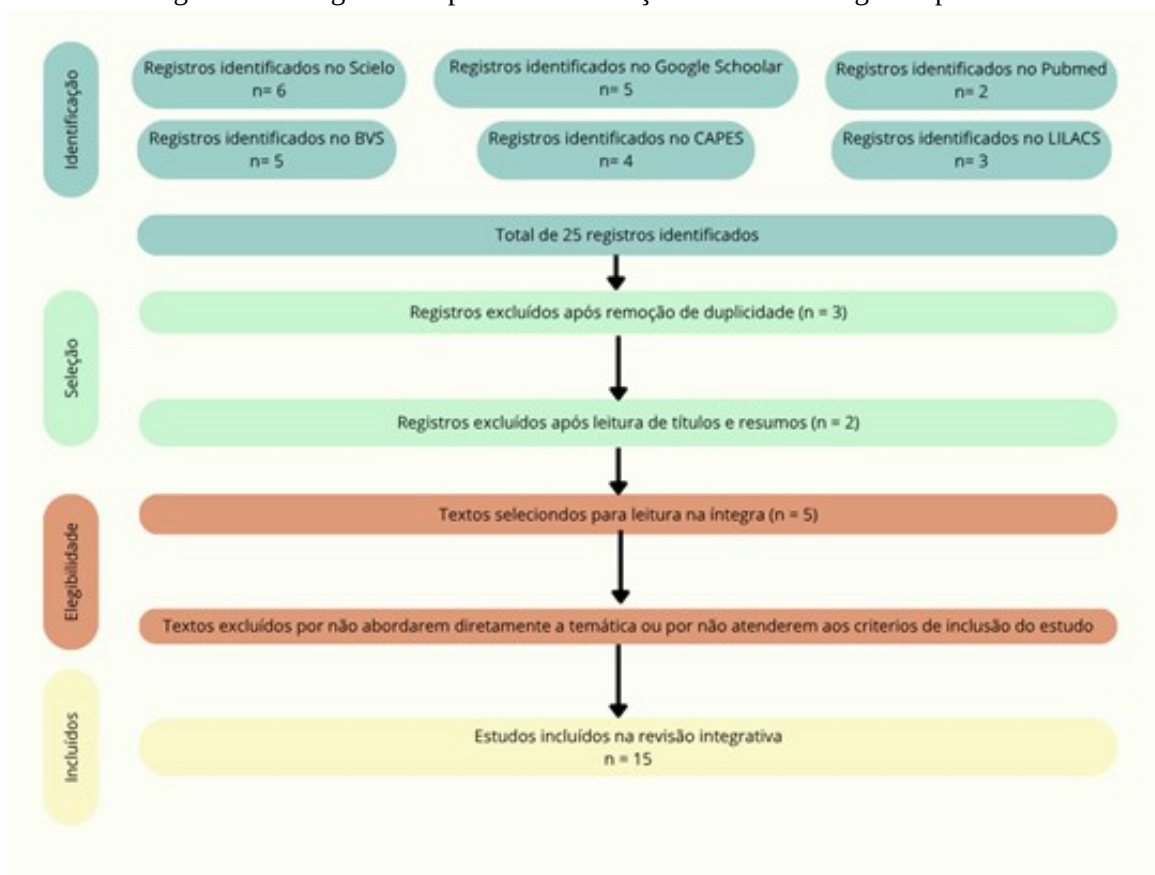 Identificação
Registros identificados no Scielo
n= 6
Registros identificados no Google Schoolar
n= 5
Registros identificados no Pubmed
n= 2
Registros identificados no BVS
n= 5
Registros identificados no CAPES
n= 4
Registros identificados no LILACS
n= 3
Total de 25 registros identificados
Seleção
Registros excluídos após remoção de duplicidade (n = 3)
Registros excluídos após leitura de títulos e resumos (n = 2)
Elegibilidade
Textos seleciondos para leitura na íntegra (n = 5)
Textos excluídos por não abordarem diretamente a temática ou por não atenderem aos criterios de inclusão do estudo
Incluídos
Estudos incluídos na revisão integrativa
n = 15